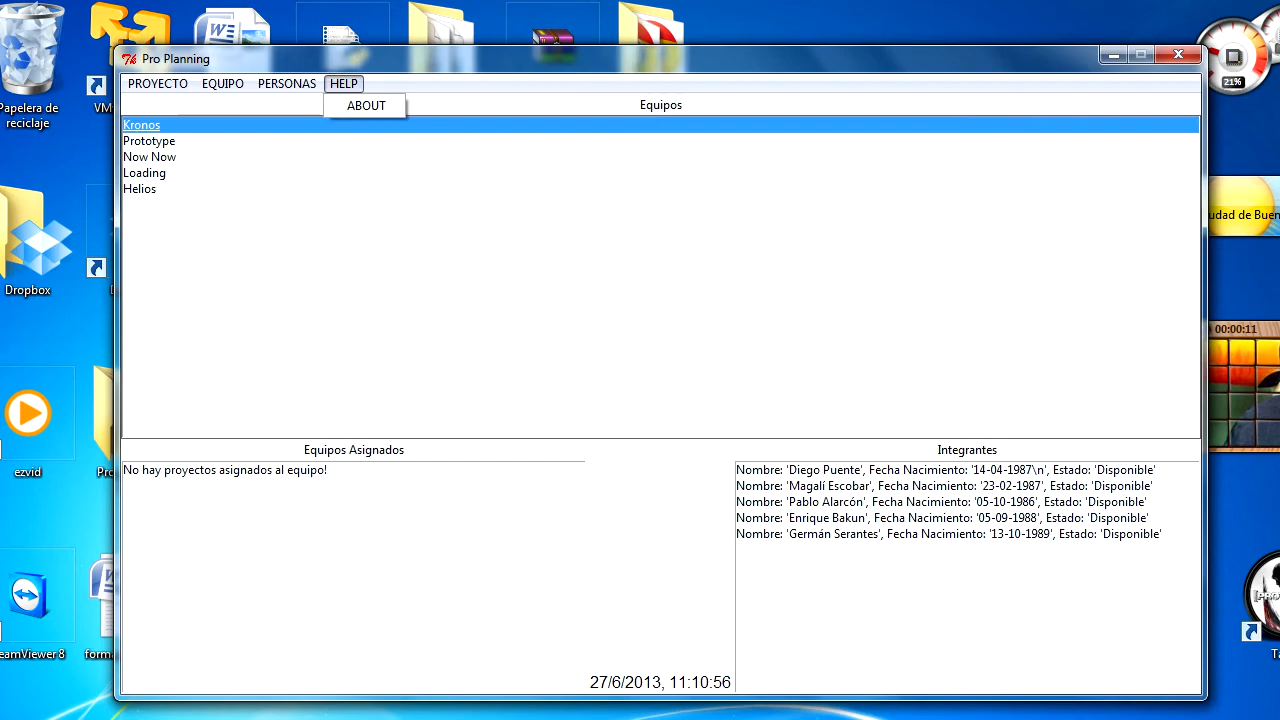 Pro Planning
PROYECTO EQUIPO PERSONAS HELP
ABOUT
Equipos
Kronos
Prototype
Now Now
Loading
Helios
Equipos Asignados
No hay proyectos asignados al equipo!
Integrantes
Nombre: 'Diego Puente', Fecha Nacimiento: '14-04-1987\n', Estado: 'Disponible'
Nombre: 'Magalí Escobar', Fecha Nacimiento: '23-02-1987', Estado: 'Disponible'
Nombre: 'Pablo Alarcón', Fecha Nacimiento: '05-10-1986', Estado: 'Disponible'
Nombre: 'Enrique Bakun', Fecha Nacimiento: '05-09-1988', Estado: 'Disponible'
Nombre: 'Germán Serantes', Fecha Nacimiento: '13-10-1989', Estado: 'Disponible'
27/6/2013, 11:10:56
Papelera de
reciclaje
VM
Dropbox
ezvid
Pro
eamViewer 8
form
21%
udad de Buen
00:00:11
Ta